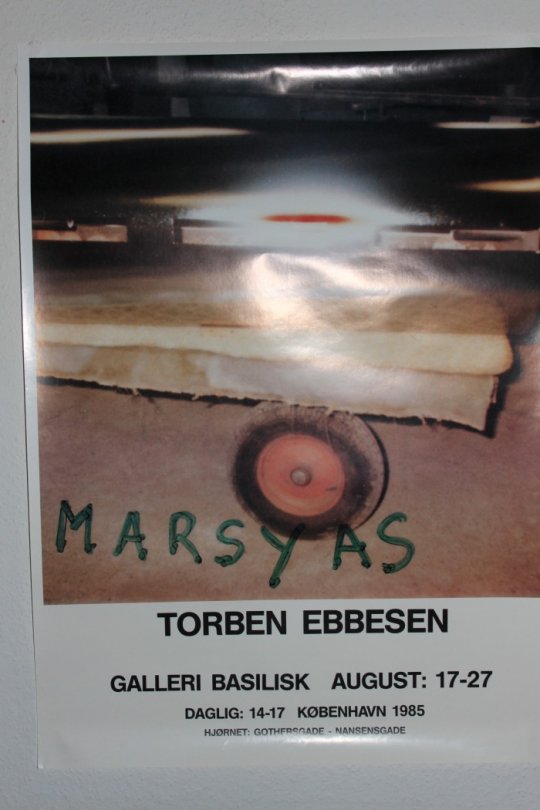 MARSYAS
TORBEN EBBESEN
GALLERI BASILISK AUGUST: 17-27
DAGLIG: 14-17 KØBENHAVN 1985
HJØRNET: GOTHERSGADE - NANSENSGADE